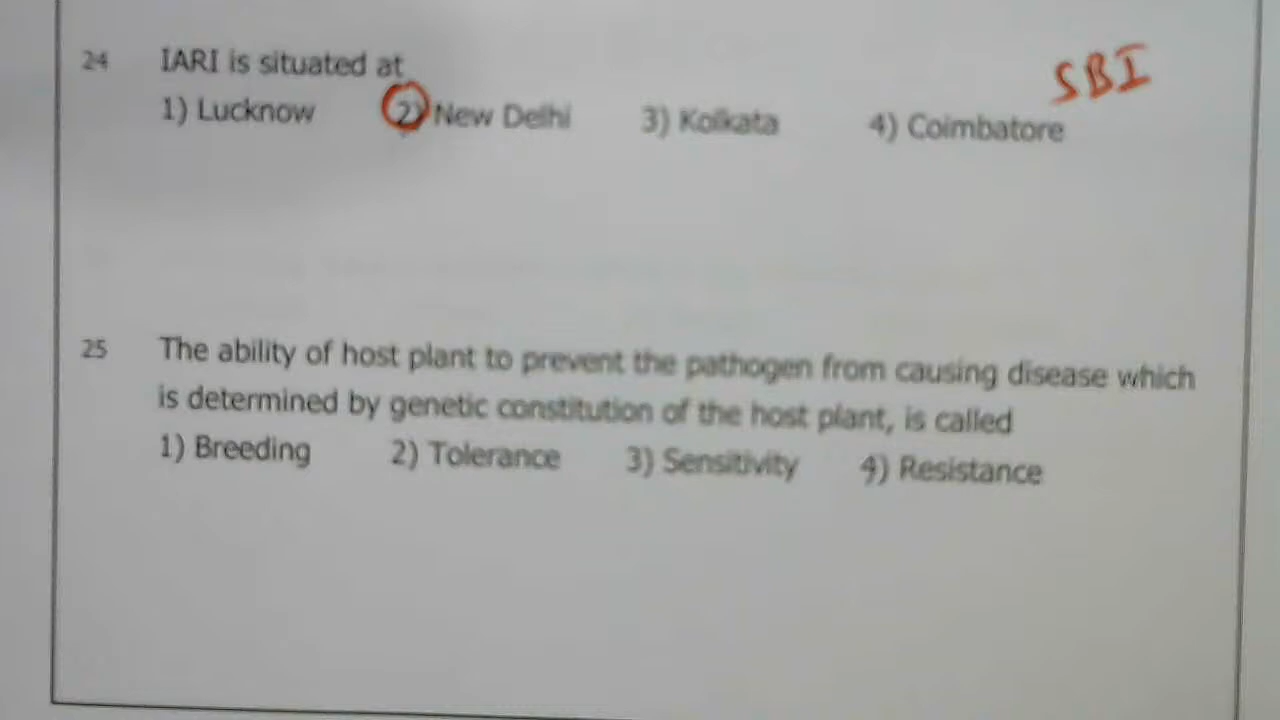 24 IARI is situated at
1) Lucknow 2) New Delhi 3) Kolkata 4) Coimbatore SBI
25 The ability of host plant to prevent the pathogen from causing disease which
is determined by genetic constitution of the host plant, is called
1) Breeding 2) Tolerance 3) Sensitivity 4) Resistance